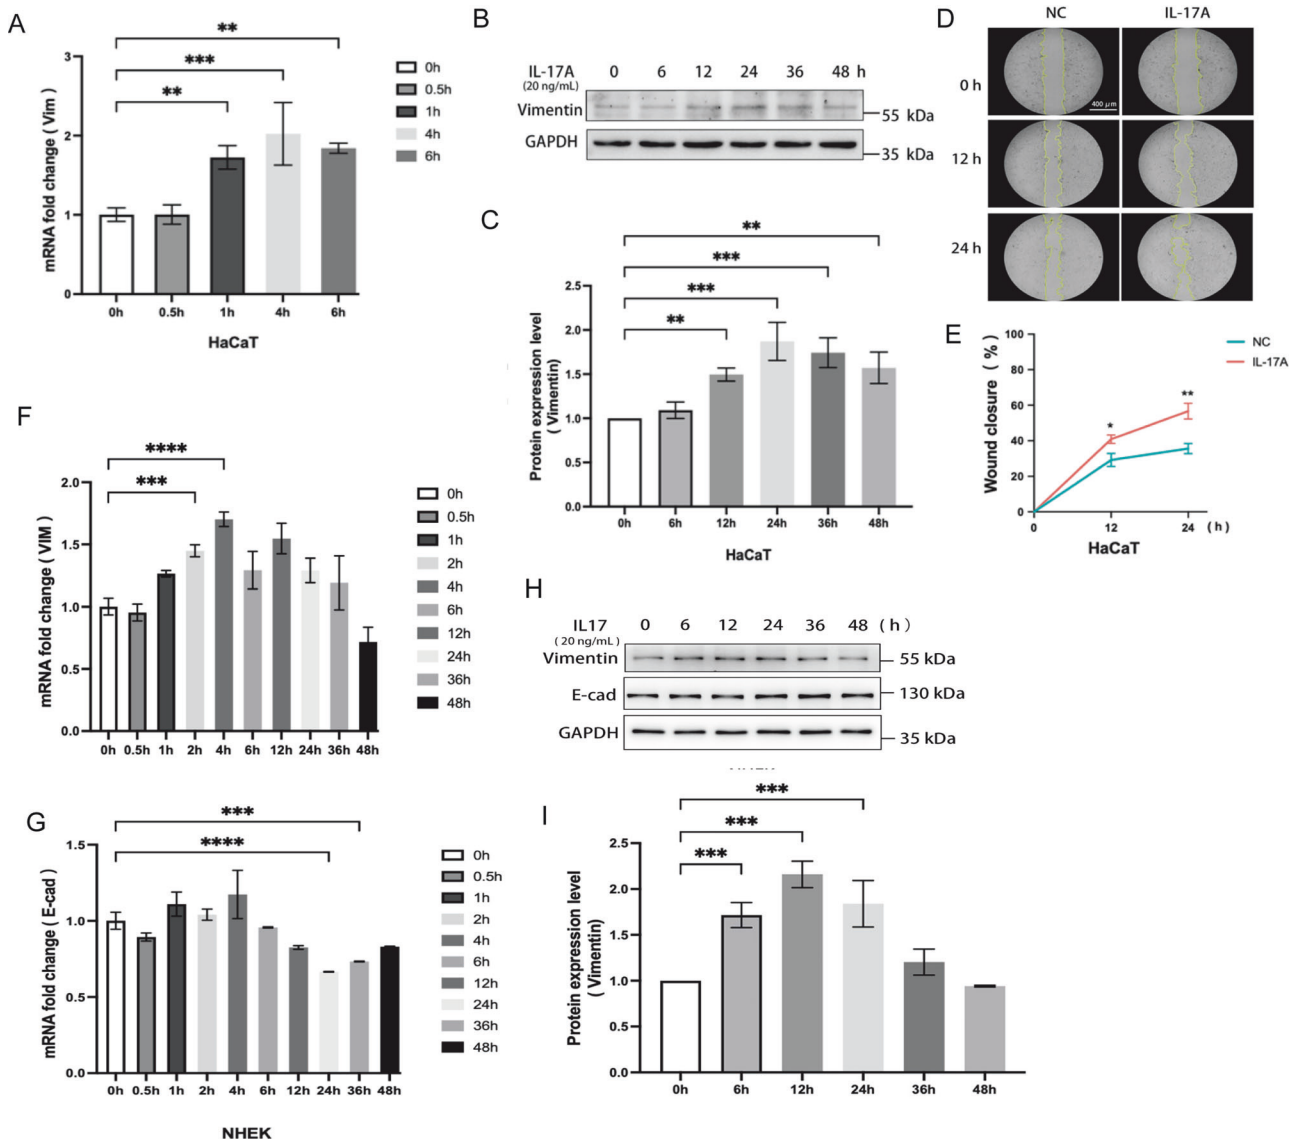 A
** 
***
**
3
2
1
0
mRNA fold change ( Vim )
0h 0.5h 1h 4h 6h
HaCaT
0h
0.5h
1h
4h
6h
B
IL-17A 0 6 12 24 36 48 h
(20 ng/mL)
Vimentin
55 kDa
GAPDH
35 kDa
C
**
***
***
**
2.5
2.0
1.5
1.0
0.5
0.0
Protein expression level
( Vimentin)
0h 6h 12h 24h 36h 48h
HaCaT
D
NC IL-17A
0 h
400 μm
12 h
24 h
E
100
80
60
40
20
0
Wound closure ( % )
NC
IL-17A
*
**
0 12 24 ( h )
HaCaT
F
****
***
2.0
1.5
1.0
0.5
0.0
mRNA fold change ( VIM )
0h 0.5h 1h 2h 4h 6h 12h 24h 36h 48h
0h
0.5h
1h
2h
4h
6h
12h
24h
36h
48h
G
***
****
1.5
1.0
0.5
0.0
mRNA fold change ( E-cad )
0h 0.5h 1h 2h 4h 6h 12h 24h 36h 48h
NHEK
0h
0.5h
1h
2h
4h
6h
12h
24h
36h
48h
H
IL17 0 6 12 24 36 48 ( h )
( 20 ng/mL )
Vimentin
55 kDa
E-cad
130 kDa
GAPDH
35 kDa
I
***
***
***
2.5
2.0
1.5
1.0
0.5
0.0
Protein expression level
( Vimentin)
0h 6h 12h 24h 36h 48h